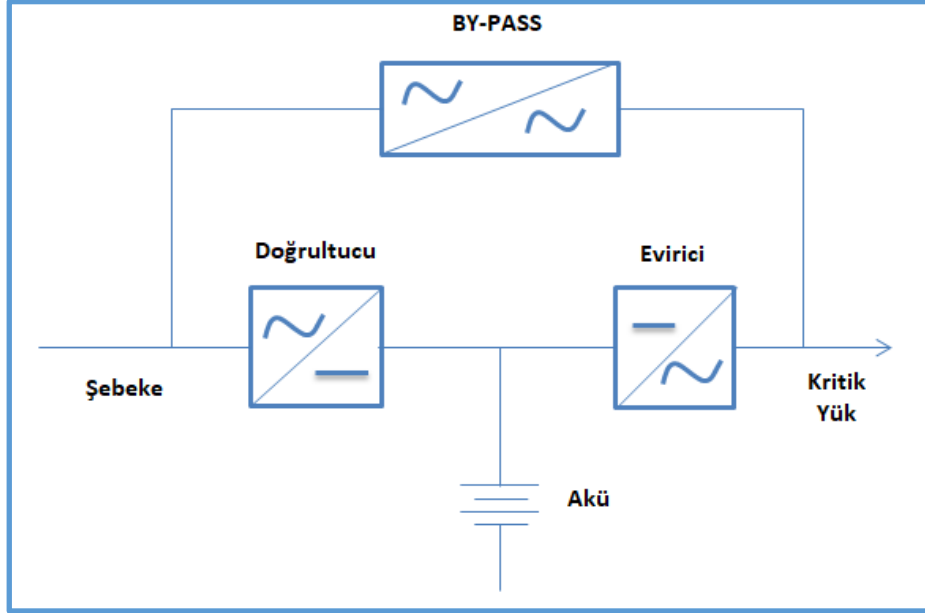 BY-PASS
Doğrultucu
Evirici
Şebeke
Kritik
Yük
Akü